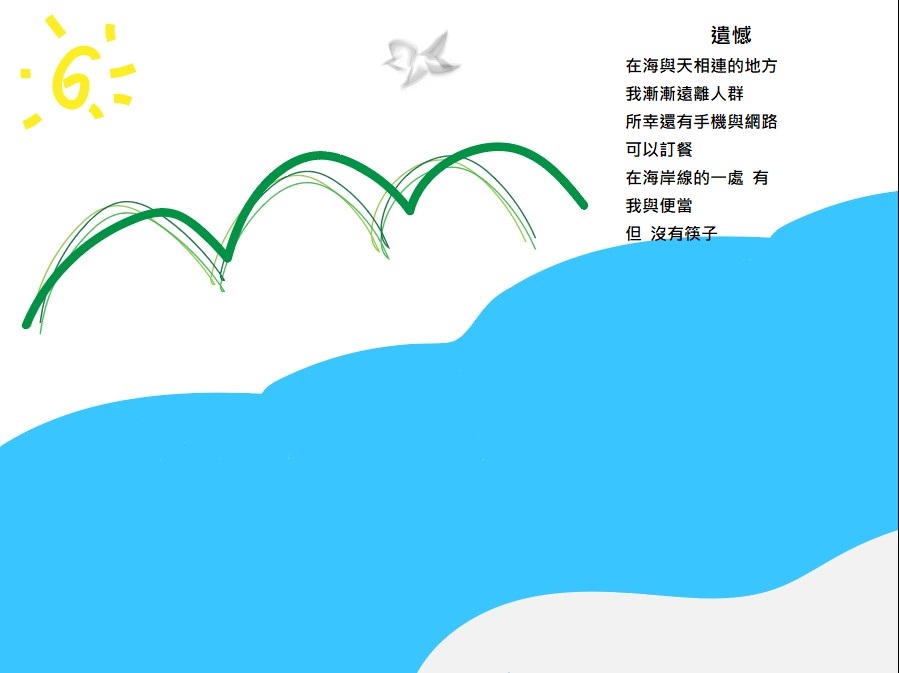 遺憾
在海與天相連的地方
我漸漸遠離人群
所幸還有手機與網路
可以訂餐
在海岸線的一處 有
我與便當
但 沒有筷子